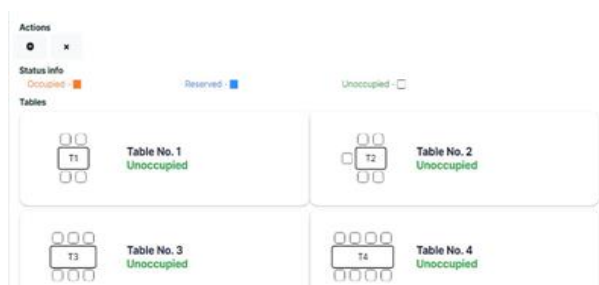 Actions
Status info
Occupied - Reserved - Unoccupied -
Tables
T1
Table No. 1
Unoccupied
T2
Table No. 2
Unoccupied
T3
Table No. 3
Unoccupied
T4
Table No. 4
Unoccupied